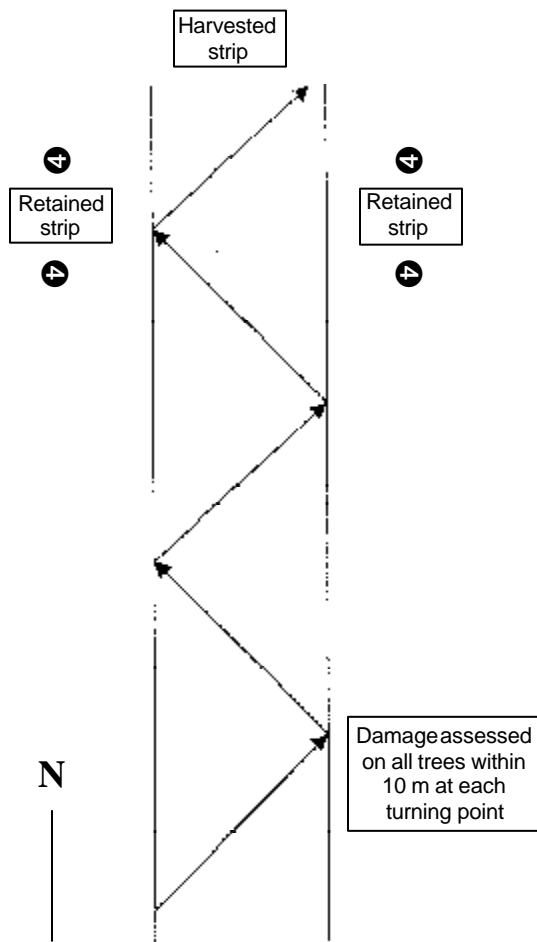 Harvested
strip
4
4
Retained
strip
Retained
strip
4
4
N
Damage assessed
on all trees within
10 m at each
turning point